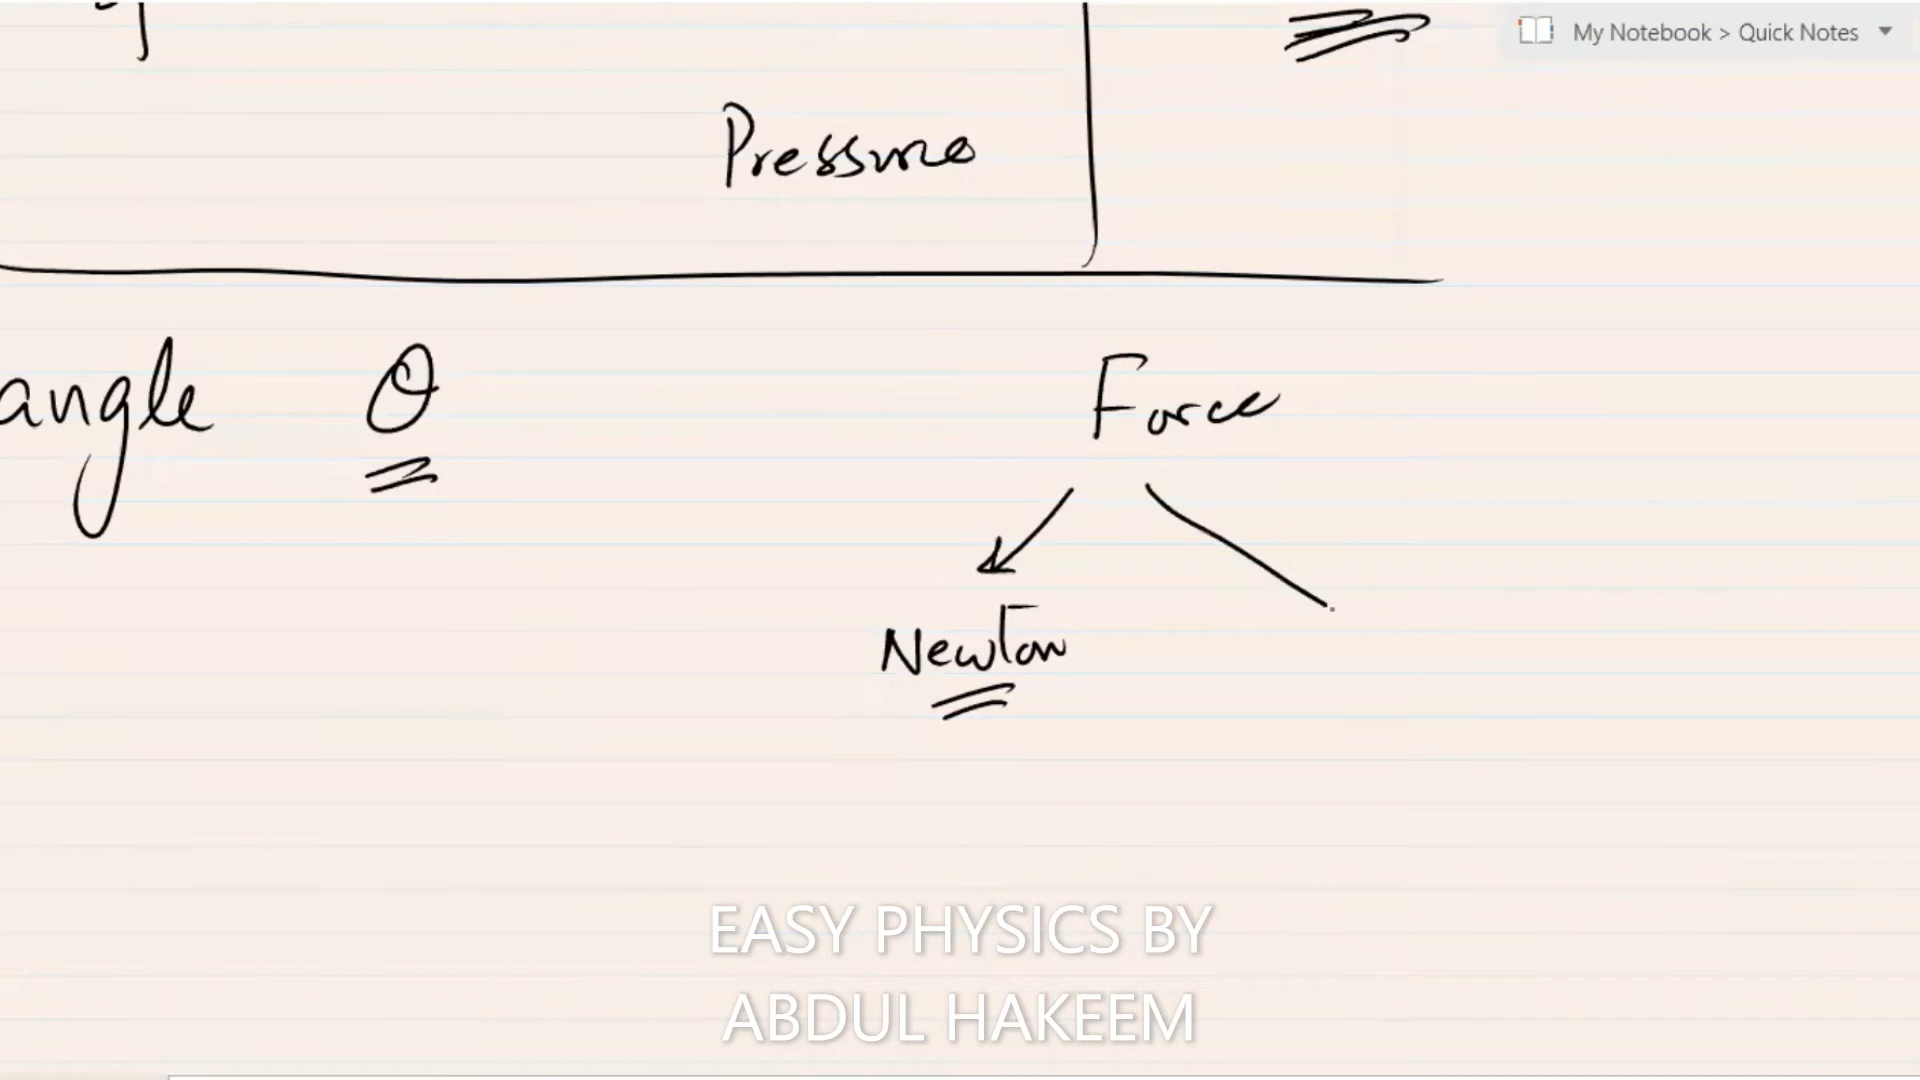 My Notebook > Quick Notes
Pressure
angle θ
Force
Newton
EASY PHYSICS BY
ABDUL HAKEEM